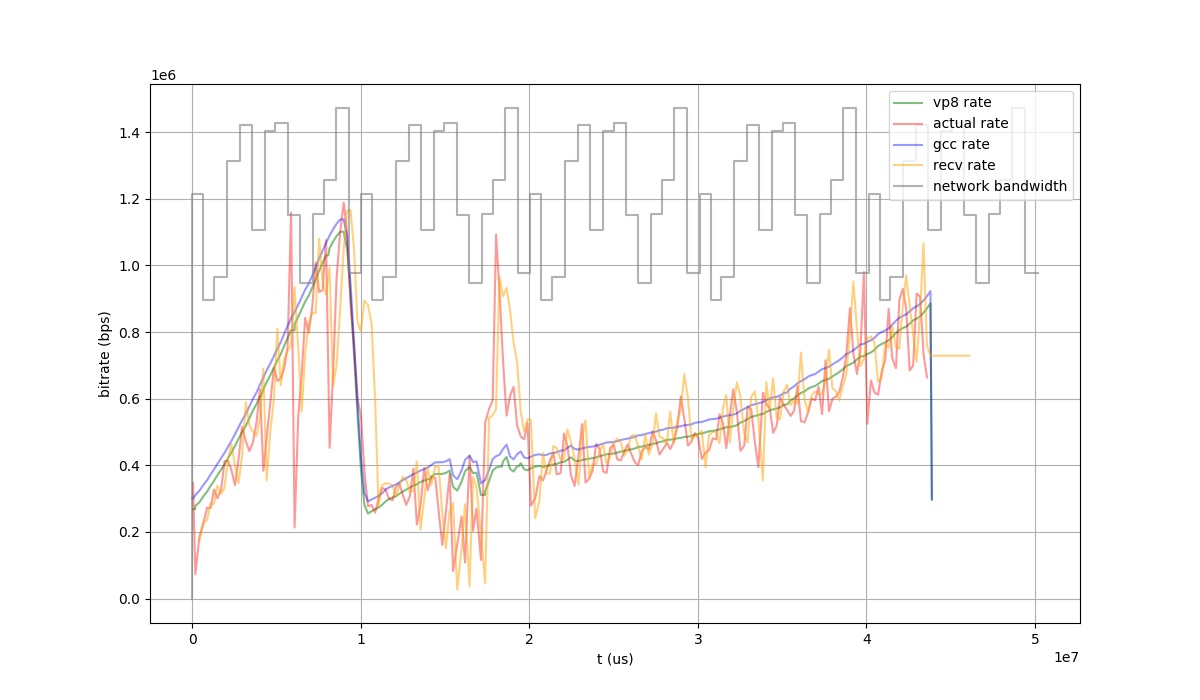 1e6
1.4
1.2
1.0
0.8
0.6
0.4
0.2
0.0
bitrate (bps)
vp8 rate
actual rate
gcc rate
recv rate
network bandwidth
0 1 2 3 4 5
t (us)
1e7